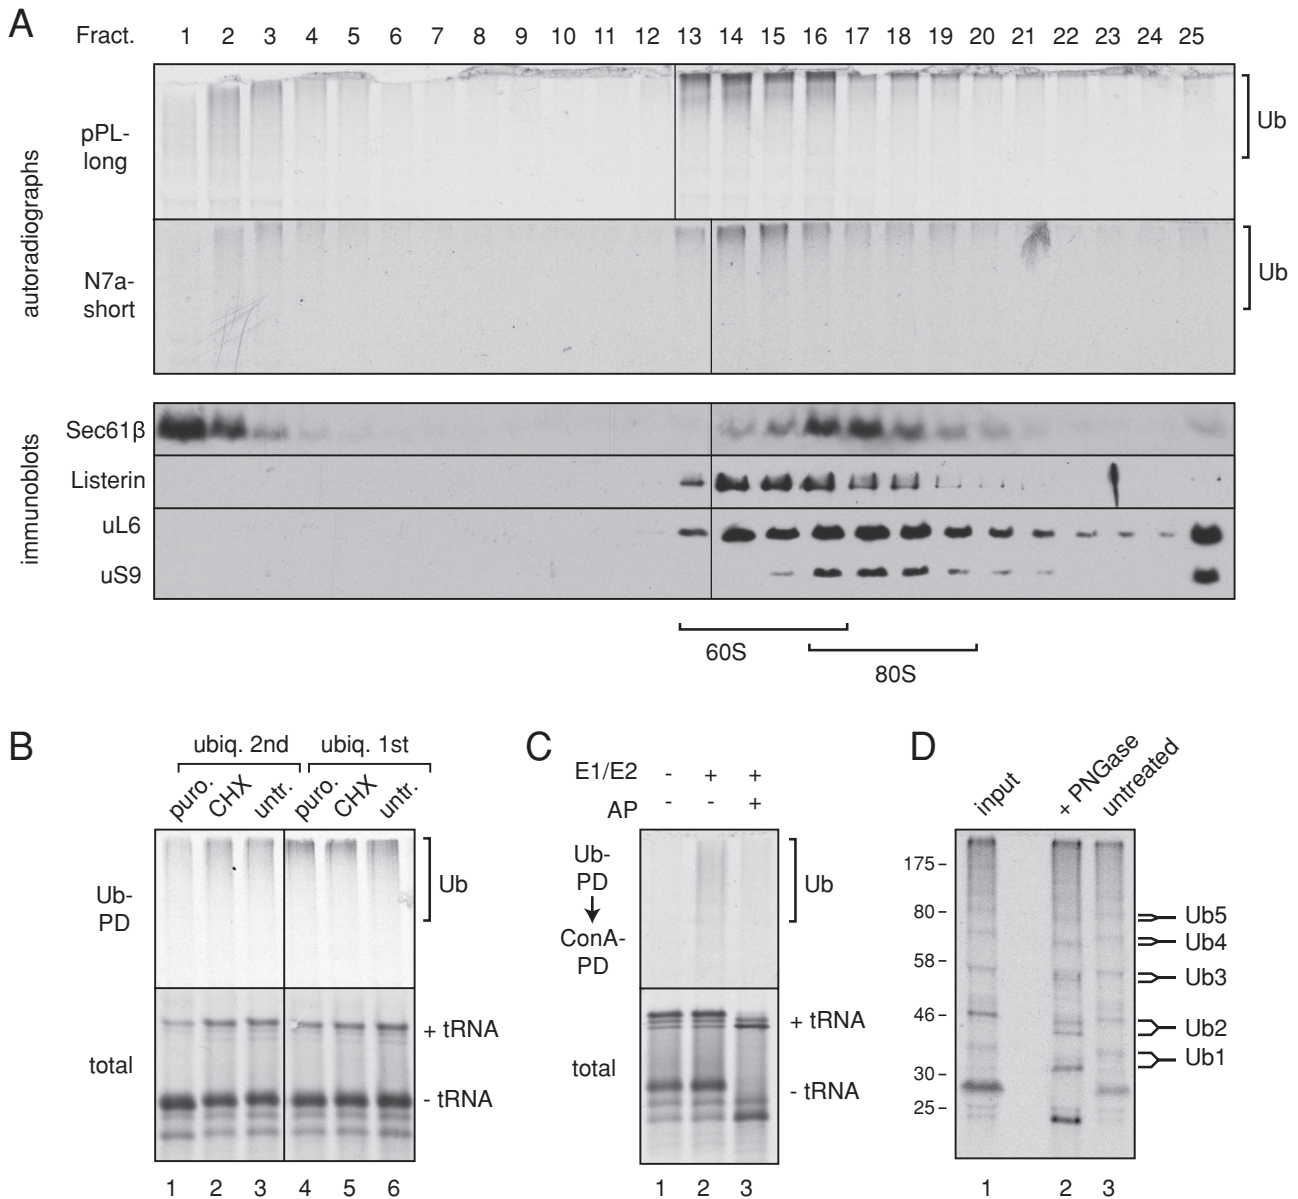 A
Fract. 1 2 3 4 5 6 7 8 9 10 11 12 13 14 15 16 17 18 19 20 21 22 23 24 25
autoradiographs
pPL-
long
Ub
N7a-
short
Ub
immunoblots
Sec61β
Listerin
uL6
uS9
60S
80S
B
ubiq. 2nd ubiq. 1st
puro. CHX untr. puro. CHX untr.
Ub-
PD
Ub
total
+ tRNA
- tRNA
1 2 3 4 5 6
C
E1/E2 - + +
AP - - +
Ub-
PD
ConA-
PD
Ub
total
+ tRNA
- tRNA
1 2 3
D
input + PNGase untreated
175 -
80 -
58 -
46 -
30 -
25 -
Ub5
Ub4
Ub3
Ub2
Ub1
1 2 3